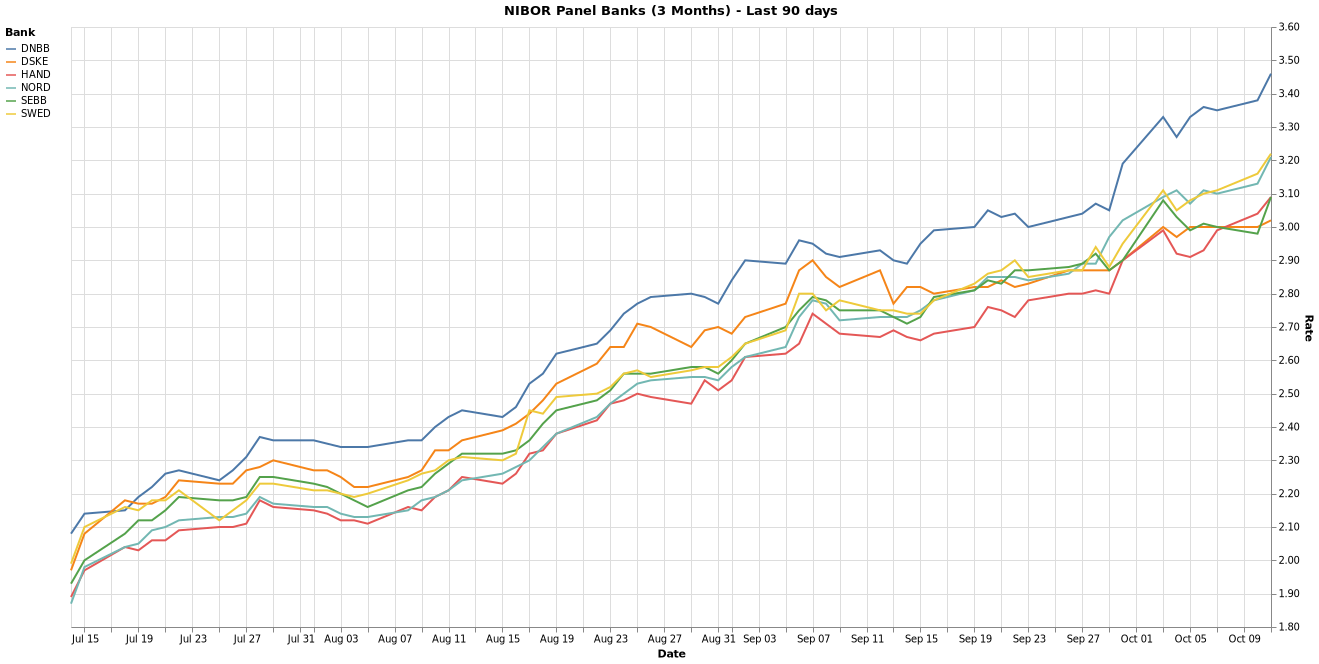 NIBOR Panel Banks (3 Months) - Last 90 days
Bank
DNBB
DSKE
HAND
NORD
SEBB
SWED
3.60
3.50
3.40
3.30
3.20
3.10
3.00
2.90
2.80
2.70
2.60
2.50
2.40
2.30
2.20
2.10
2.00
1.90
1.80
Rate
Jul 15 Jul 19 Jul 23 Jul 27 Jul 31 Aug 03 Aug 07 Aug 11 Aug 15 Aug 19 Aug 23 Aug 27 Aug 31 Sep 03 Sep 07 Sep 11 Sep 15 Sep 19 Sep 23 Sep 27 Oct 01 Oct 05 Oct 09
Date